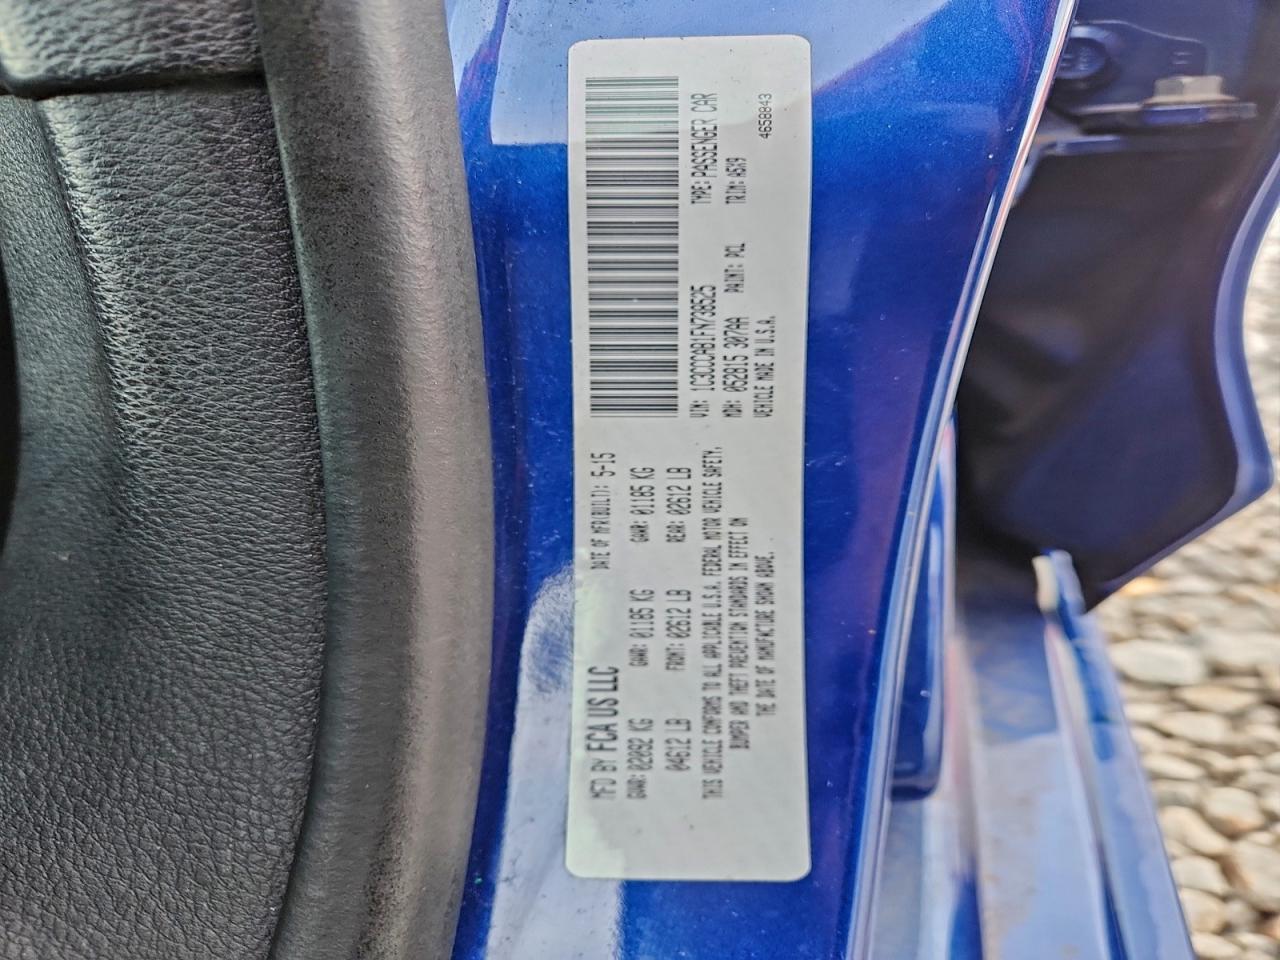 MFD BY FCA US LLC DATE OF MFR(BUILT): 5-15
GVWR: 02092 KG GAWR: 01185 KG GAWR: 01185 KG
04612 LB FRONT: 02612 LB REAR: 02612 LB
THIS VEHICLE CONFORMS TO ALL APPLICABLE U.S.A. FEDERAL MOTOR VEHICLE SAFETY,
BUMPER AND THEFT PREVENTION STANDARDS IN EFFECT ON
THE DATE OF MANUFACTURE SHOWN ABOVE.
VIN: 1C3CCCAB1FN738525 TYPE: PASSENGER CAR
MDH: 052815 307AA PAINT: PCL TRIM: A5X9
VEHICLE MADE IN U.S.A. 4658843